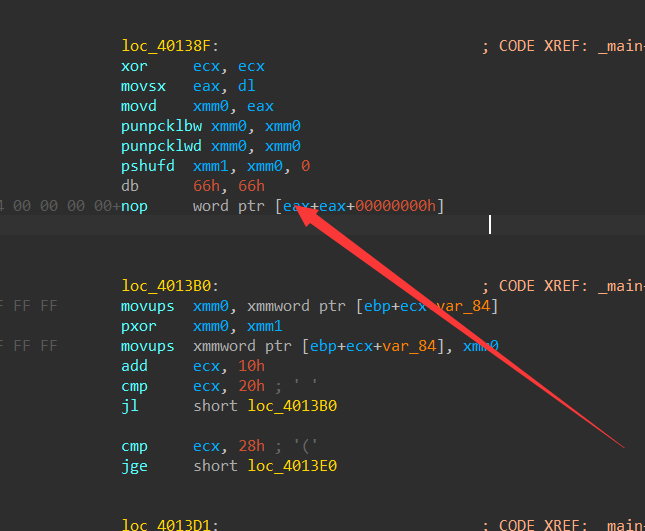 loc_40138F: ; CODE XREF: _main
xor ecx, ecx
movsx eax, dl
movd xmm0, eax
punpcklbw xmm0, xmm0
punpcklwd xmm0, xmm0
pshufd xmm1, xmm0, 0
db 66h, 66h
00 00 00 00+nop word ptr [eax+eax+00000000h]
loc_4013B0: ; CODE XREF: _main
FF FF movups xmm0, xmmword ptr [ebp+ecx+var_84]
pxor xmm0, xmm1
FF FF movups xmmword ptr [ebp+ecx+var_84], xmm0
add ecx, 10h
cmp ecx, 20h ; ' '
jl short loc_4013B0
cmp ecx, 28h ; '('
jge short loc_4013E0
loc_4013D1: ; CODE XREF: _main